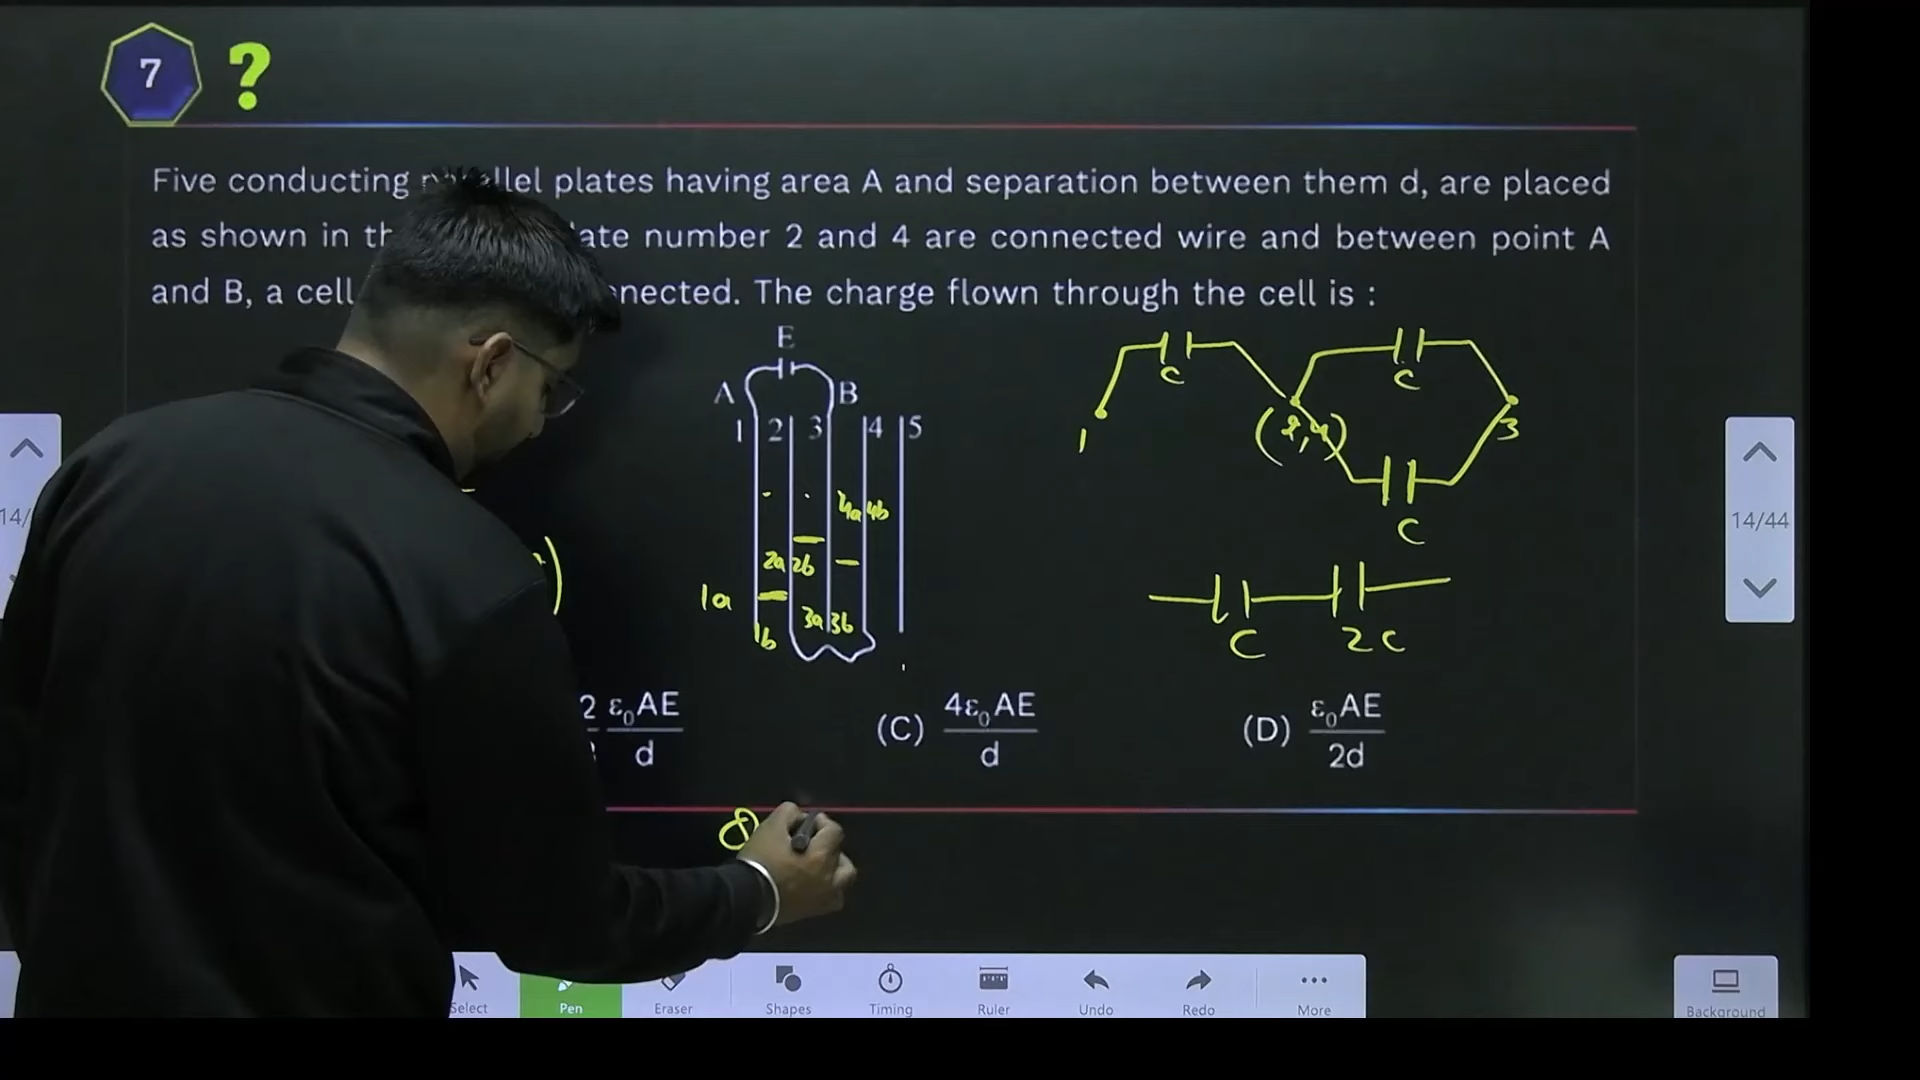 7 ?
Five conducting parallel plates having area A and separation between them d, are placed
as shown in number 2 and 4 are connected wire and between point A
and B, a cell The charge flown through the cell is :
E
A B
1 2 3 4 5
4a 4b
2a 2b
1a
3a 3b
1b
C C
1 (2,4) 3
C
C 2C
2 ε₀AE / d
(C) 4ε₀AE / d
(D) ε₀AE / 2d
14/
14/44
Select Pen Eraser Shapes Timing Ruler Undo Redo More Background